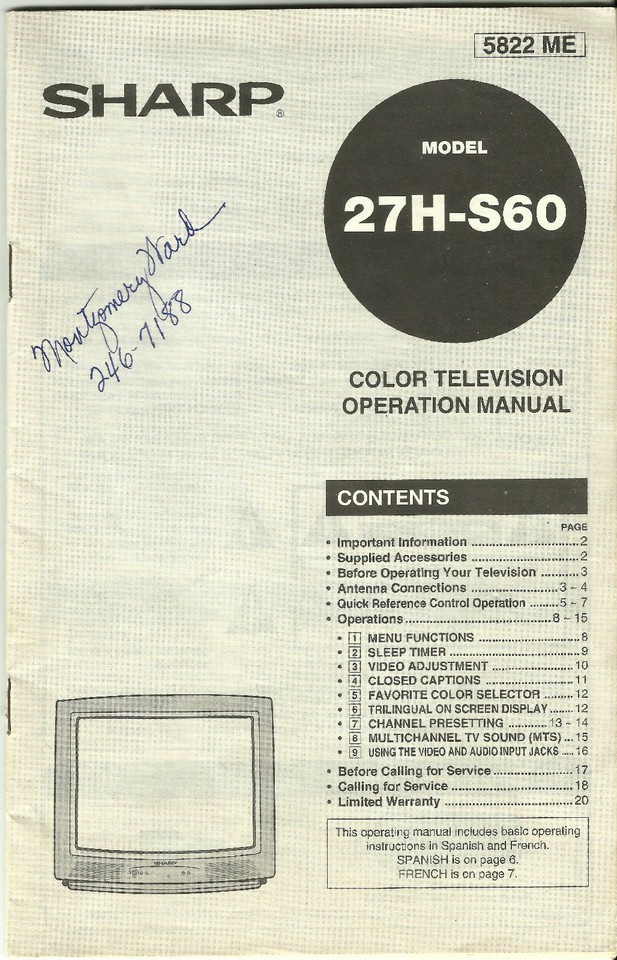 5822 ME
SHARP®
MODEL
27H-S60
Montgomery Ward
246-7188
COLOR TELEVISION
OPERATION MANUAL
CONTENTS
PAGE
• Important Information ..............................2
• Supplied Accessories ..............................2
• Before Operating Your Television ...........3
• Antenna Connections .......................3 ~ 4
• Quick Reference Control Operation ........5 ~ 7
• Operations.......................................8 ~ 15
• 1 MENU FUNCTIONS ............................8
• 2 SLEEP TIMER ....................................9
• 3 VIDEO ADJUSTMENT .......................10
• 4 CLOSED CAPTIONS .........................11
• 5 FAVORITE COLOR SELECTOR .........12
• 6 TRILINGUAL ON SCREEN DISPLAY.......12
• 7 CHANNEL PRESETTING ...........13 ~ 14
• 8 MULTICHANNEL TV SOUND (MTS) ...15
• 9 USING THE VIDEO AND AUDIO INPUT JACKS ....16
• Before Calling for Service......................17
• Calling for Service .................................18
• Limited Warranty ...................................20
This operating manual includes basic operating
instructions in Spanish and French.
SPANISH is on page 6.
FRENCH is on page 7.
SHARP